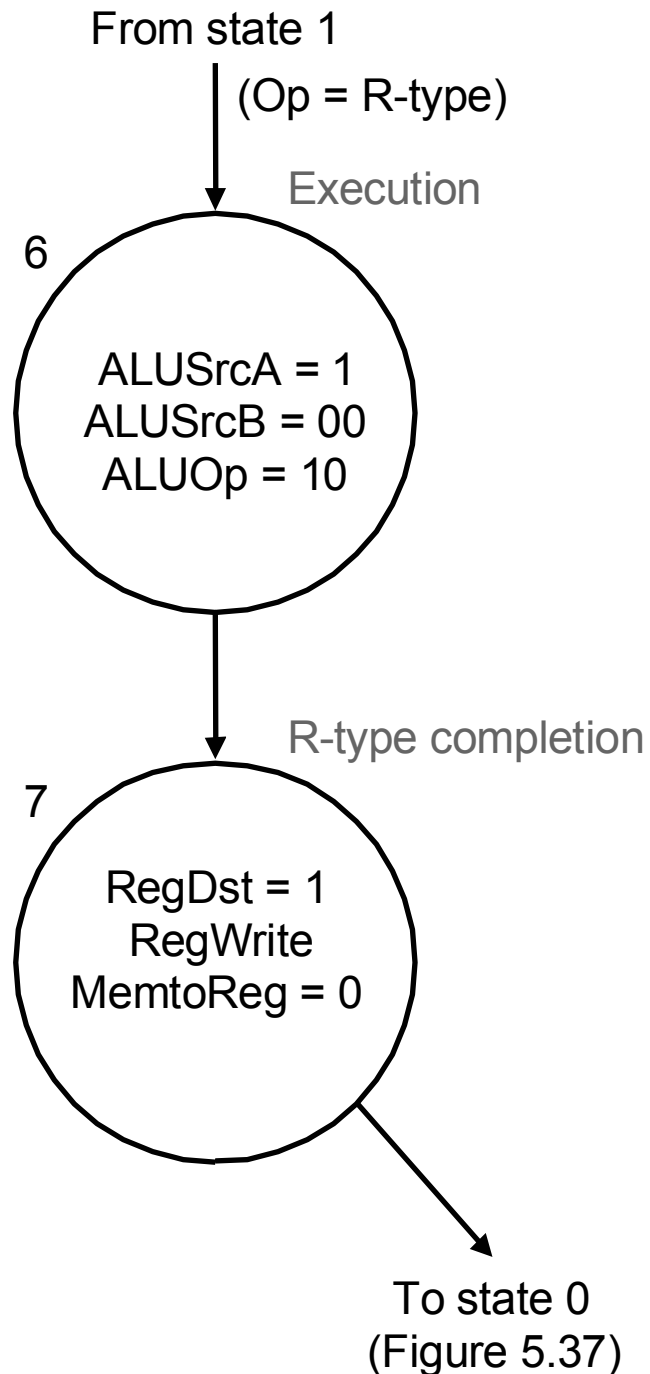 From state 1
(Op = R-type)
Execution
6
ALUSrcA = 1
ALUSrcB = 00
ALUOp = 10
R-type completion
7
RegDst = 1
RegWrite
MemtoReg = 0
To state 0
(Figure 5.37)